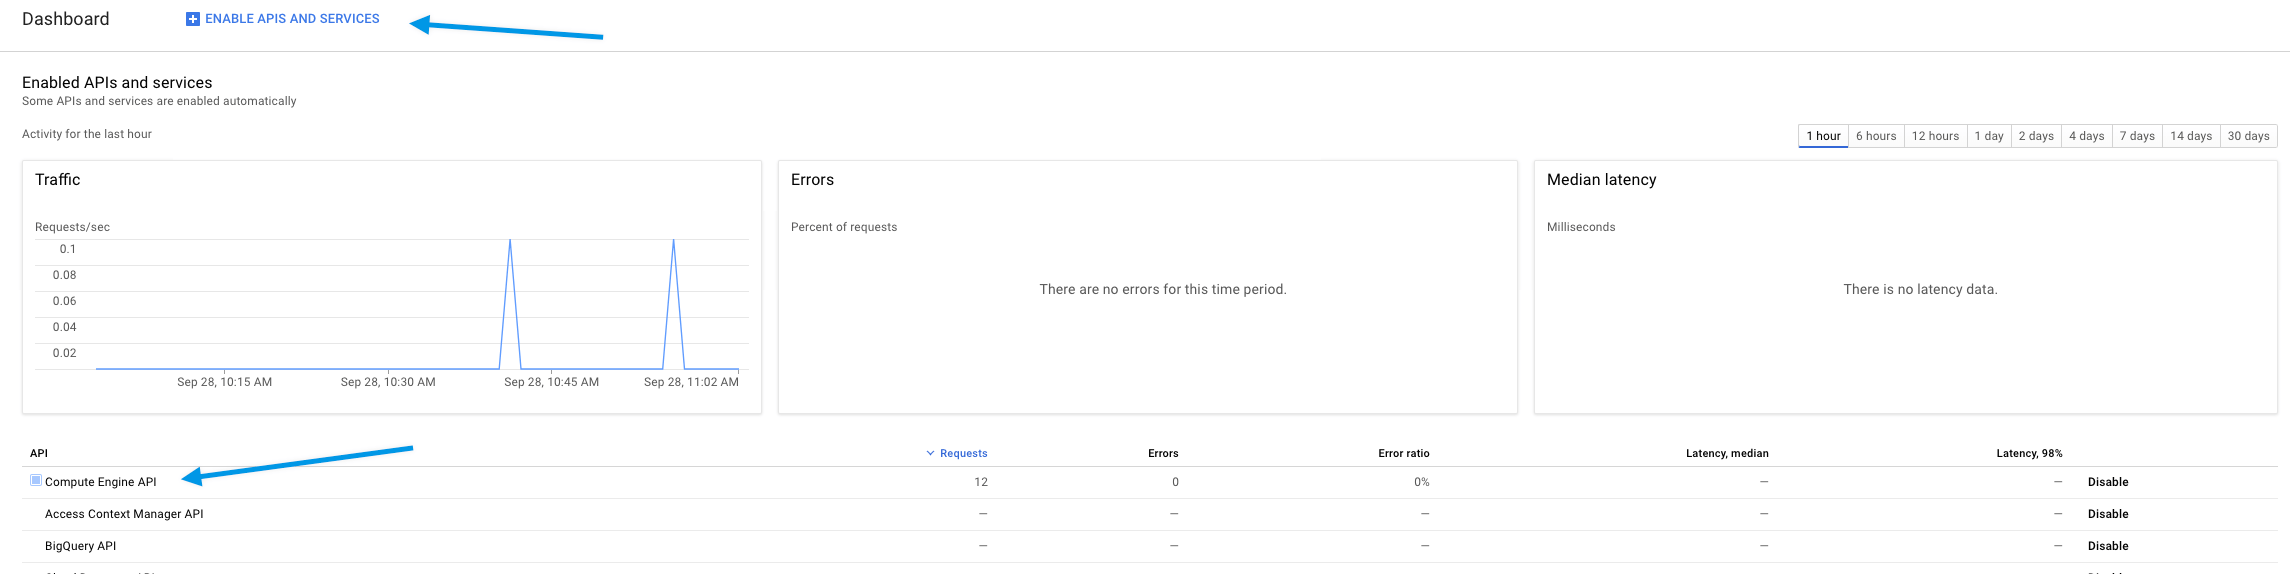 Dashboard
ENABLE APIS AND SERVICES
Enabled APIs and services
Some APIs and services are enabled automatically
Activity for the last hour
1 hour 6 hours 12 hours 1 day 2 days 4 days 7 days 14 days 30 days
Traffic
Requests/sec
0.1
0.08
0.06
0.04
0.02
Sep 28, 10:15 AM Sep 28, 10:30 AM Sep 28, 10:45 AM Sep 28, 11:02 AM
Errors
Percent of requests
There are no errors for this time period.
Median latency
Milliseconds
There is no latency data.
API Requests Errors Error ratio Latency, median Latency, 98%
Compute Engine API 12 0 0% — — Disable
Access Context Manager API — — — — — Disable
BigQuery API — — — — — Disable